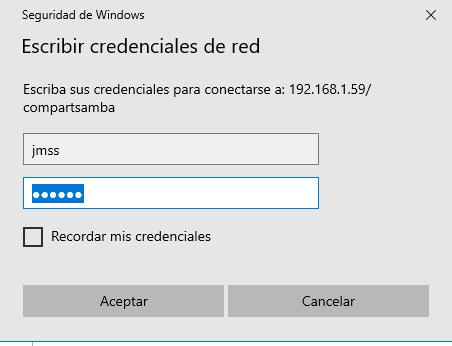 Seguridad de Windows
Escribir credenciales de red
Escriba sus credenciales para conectarse a: 192.168.1.59/
compartsamba
jmss
●●●●●●
Recordar mis credenciales
Aceptar Cancelar